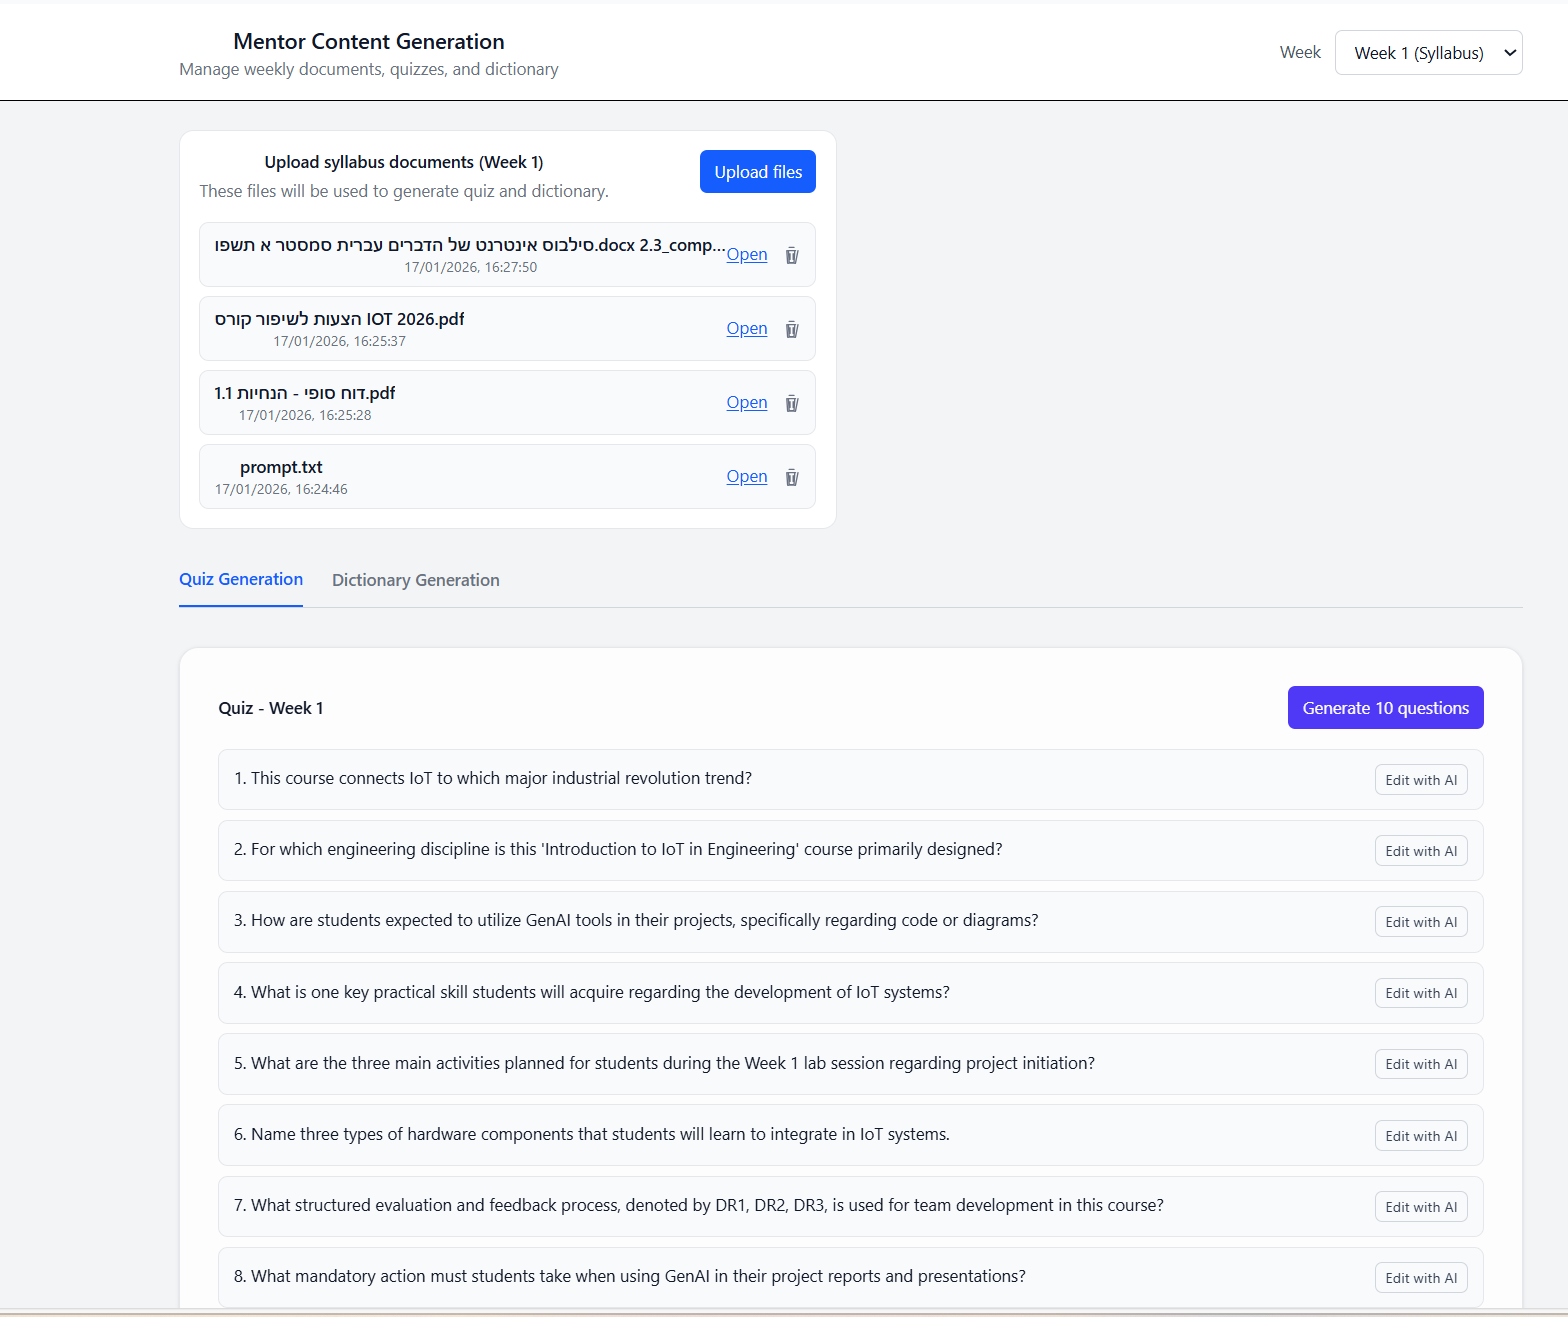 Mentor Content Generation
Manage weekly documents, quizzes, and dictionary
Week
Week 1 (Syllabus)
Upload syllabus documents (Week 1)
These files will be used to generate quiz and dictionary.
Upload files
סילבוס אינטרנט של הדברים עברית סמסטר א תשפו.docx 2.3_comp...
17/01/2026, 16:27:50
Open
הצעות לשיפור קורס IOT 2026.pdf
17/01/2026, 16:25:37
Open
דוח סופי - הנחיות 1.1.pdf
17/01/2026, 16:25:28
Open
prompt.txt
17/01/2026, 16:24:46
Open
Quiz Generation
Dictionary Generation
Quiz - Week 1
Generate 10 questions
1. This course connects IoT to which major industrial revolution trend?
Edit with AI
2. For which engineering discipline is this 'Introduction to IoT in Engineering' course primarily designed?
Edit with AI
3. How are students expected to utilize GenAI tools in their projects, specifically regarding code or diagrams?
Edit with AI
4. What is one key practical skill students will acquire regarding the development of IoT systems?
Edit with AI
5. What are the three main activities planned for students during the Week 1 lab session regarding project initiation?
Edit with AI
6. Name three types of hardware components that students will learn to integrate in IoT systems.
Edit with AI
7. What structured evaluation and feedback process, denoted by DR1, DR2, DR3, is used for team development in this course?
Edit with AI
8. What mandatory action must students take when using GenAI in their project reports and presentations?
Edit with AI